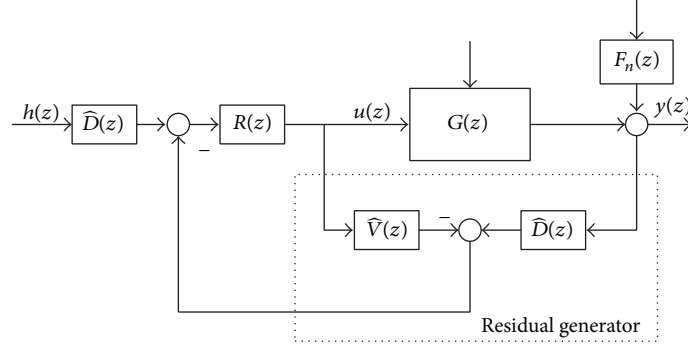 F_n(z)
h(z)
D̂(z)
R(z)
u(z)
G(z)
y(z)
−
V̂(z)
−
D̂(z)
Residual generator